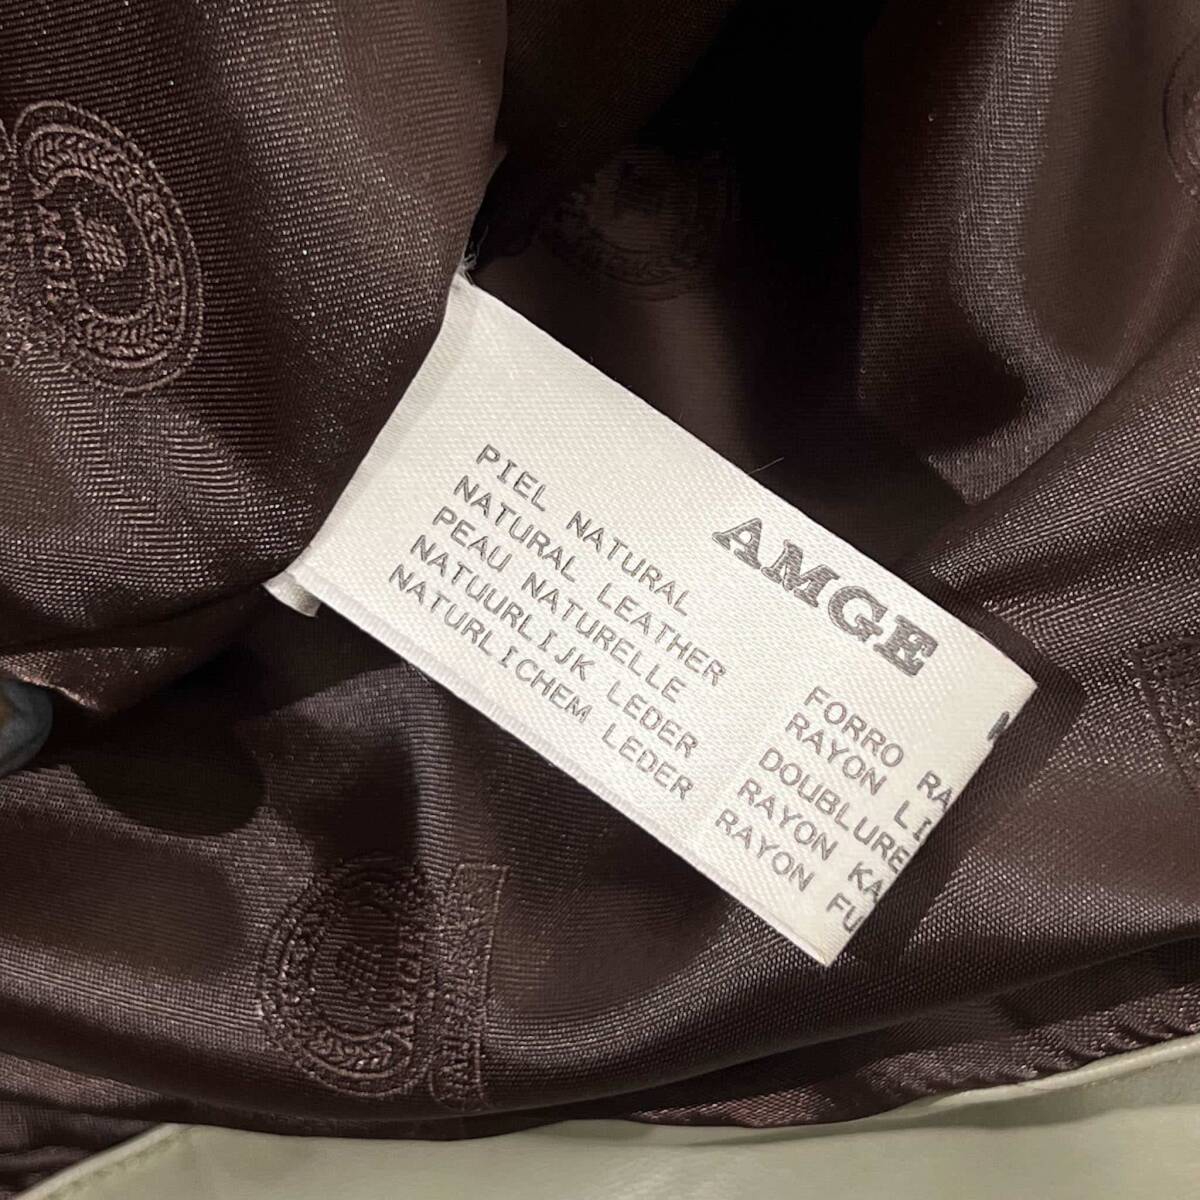 AMGE
PIEL NATURAL
NATURAL LEATHER
PEAU NATURELLE
NATUURLIJK LEDER
NATURLICHEM LEDER
FORRO
RAYON
DOUBLURE
RAYON
RAYON